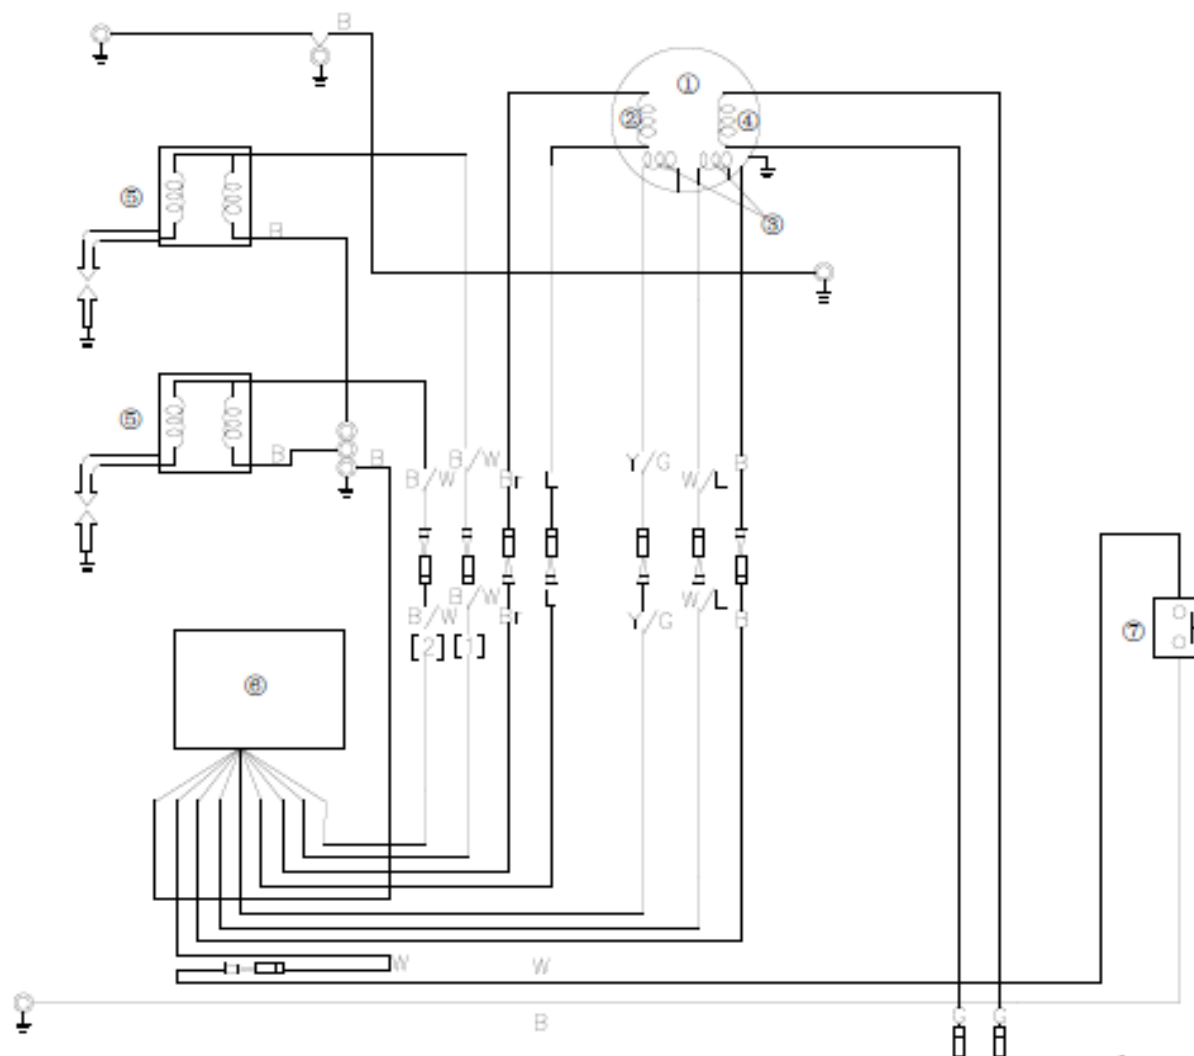 B
①
② ④
⑤
③
B
⑤
B B B/W B/W Br L Y/G W/L B
B/W B/W Br L Y/G W/L B
[2] [1]
⑦
⑥
W W
B
G G